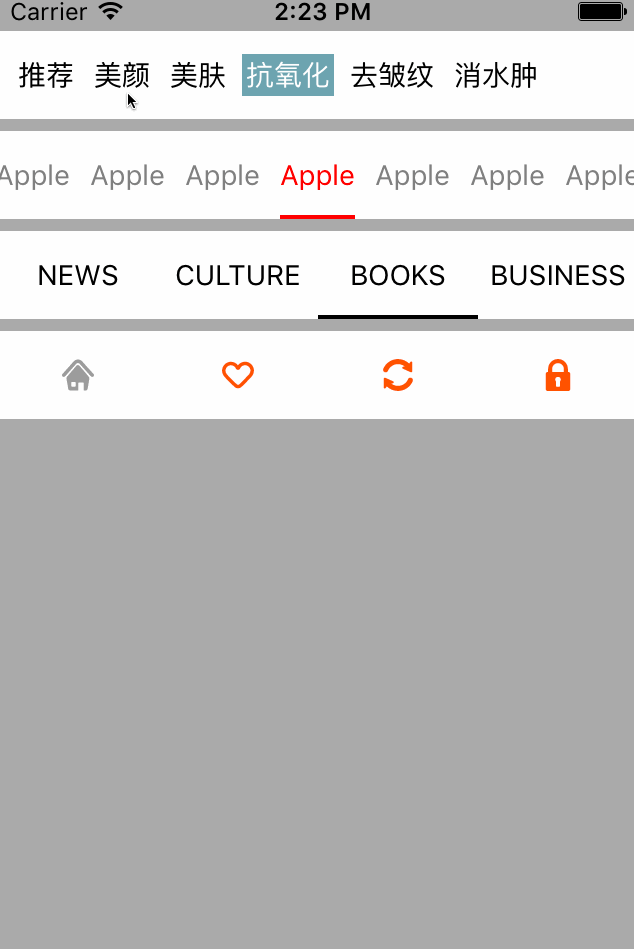 Carrier 2:23 PM
推荐 美颜 美肤 抗氧化 去皱纹 消水肿
Apple Apple Apple Apple Apple Apple Apple
NEWS CULTURE BOOKS BUSINESS